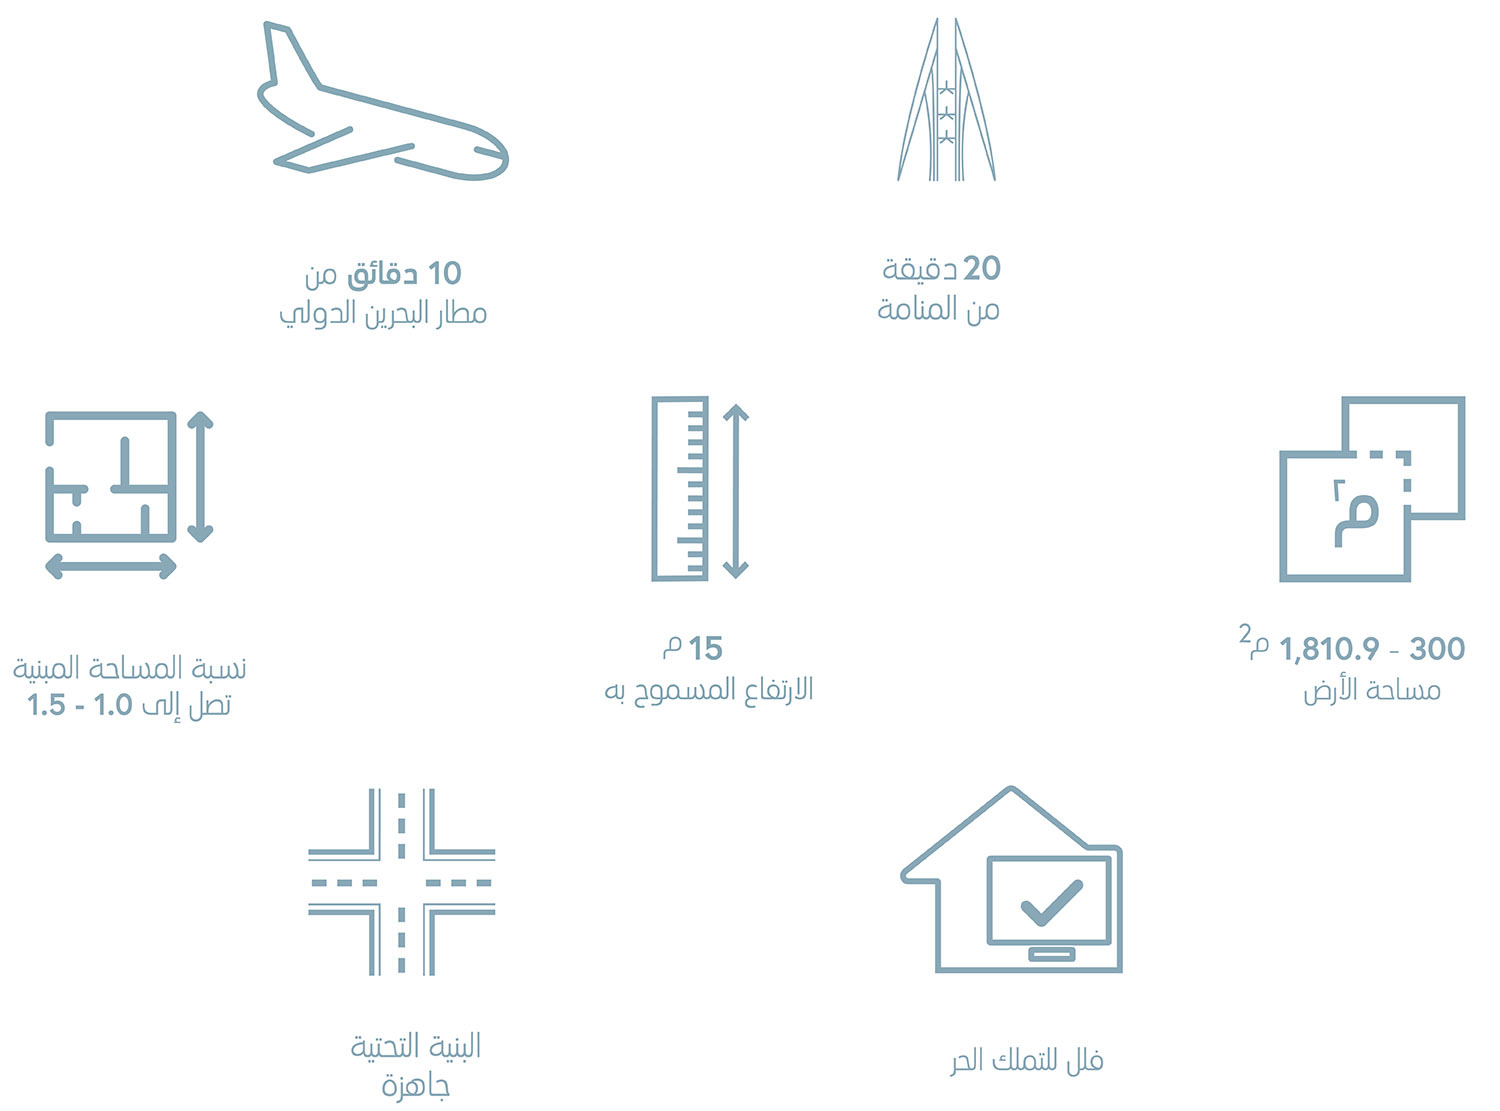 20 دقيقة
من المنامة
10 دقائق من
مطار البحرين الدولي
م²
300 - 1,810.9 م²
مساحة الأرض
15 م
الارتفاع المسموح به
نسبة المساحة المبنية
تصل إلى 1.0 - 1.5
فلل للتملك الحر
البنية التحتية
جاهزة